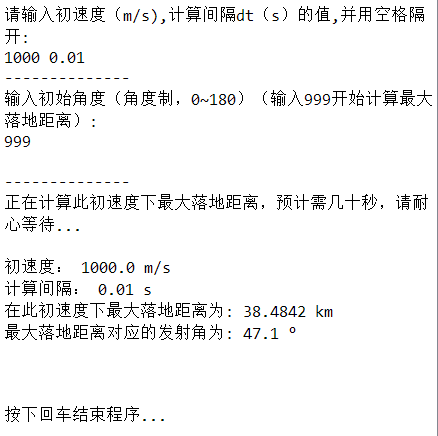 请输入初速度（m/s),计算间隔dt（s）的值,并用空格隔
开:
1000 0.01
--------------
输入初始角度（角度制，0~180）（输入999开始计算最大
落地距离）:
999
--------------
正在计算此初速度下最大落地距离，预计需几十秒，请耐
心等待...
初速度： 1000.0 m/s
计算间隔： 0.01 s
在此初速度下最大落地距离为: 38.4842 km
最大落地距离对应的发射角为: 47.1 °
按下回车结束程序...